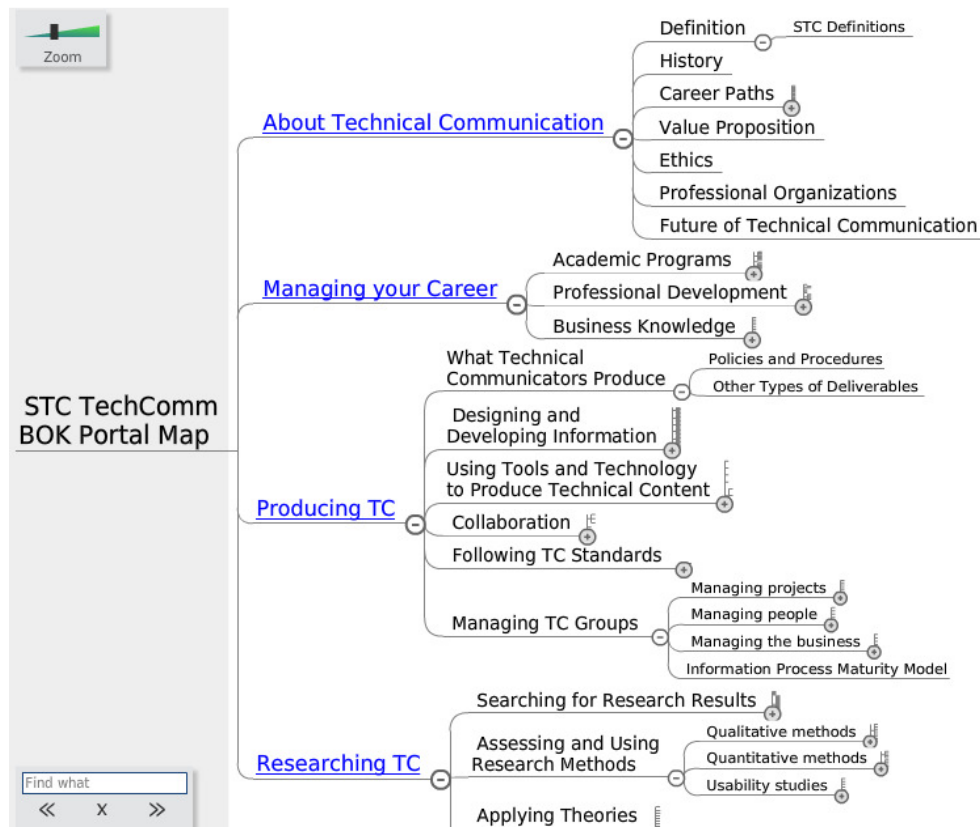 Zoom
STC TechComm
BOK Portal Map
About Technical Communication
Definition
STC Definitions
History
Career Paths
Value Proposition
Ethics
Professional Organizations
Future of Technical Communication
Managing your Career
Academic Programs
Professional Development
Business Knowledge
Producing TC
What Technical
Communicators Produce
Policies and Procedures
Other Types of Deliverables
Designing and
Developing Information
Using Tools and Technology
to Produce Technical Content
Collaboration
Following TC Standards
Managing TC Groups
Managing projects
Managing people
Managing the business
Information Process Maturity Model
Researching TC
Searching for Research Results
Assessing and Using
Research Methods
Qualitative methods
Quantitative methods
Usability studies
Applying Theories
Find what
« x »